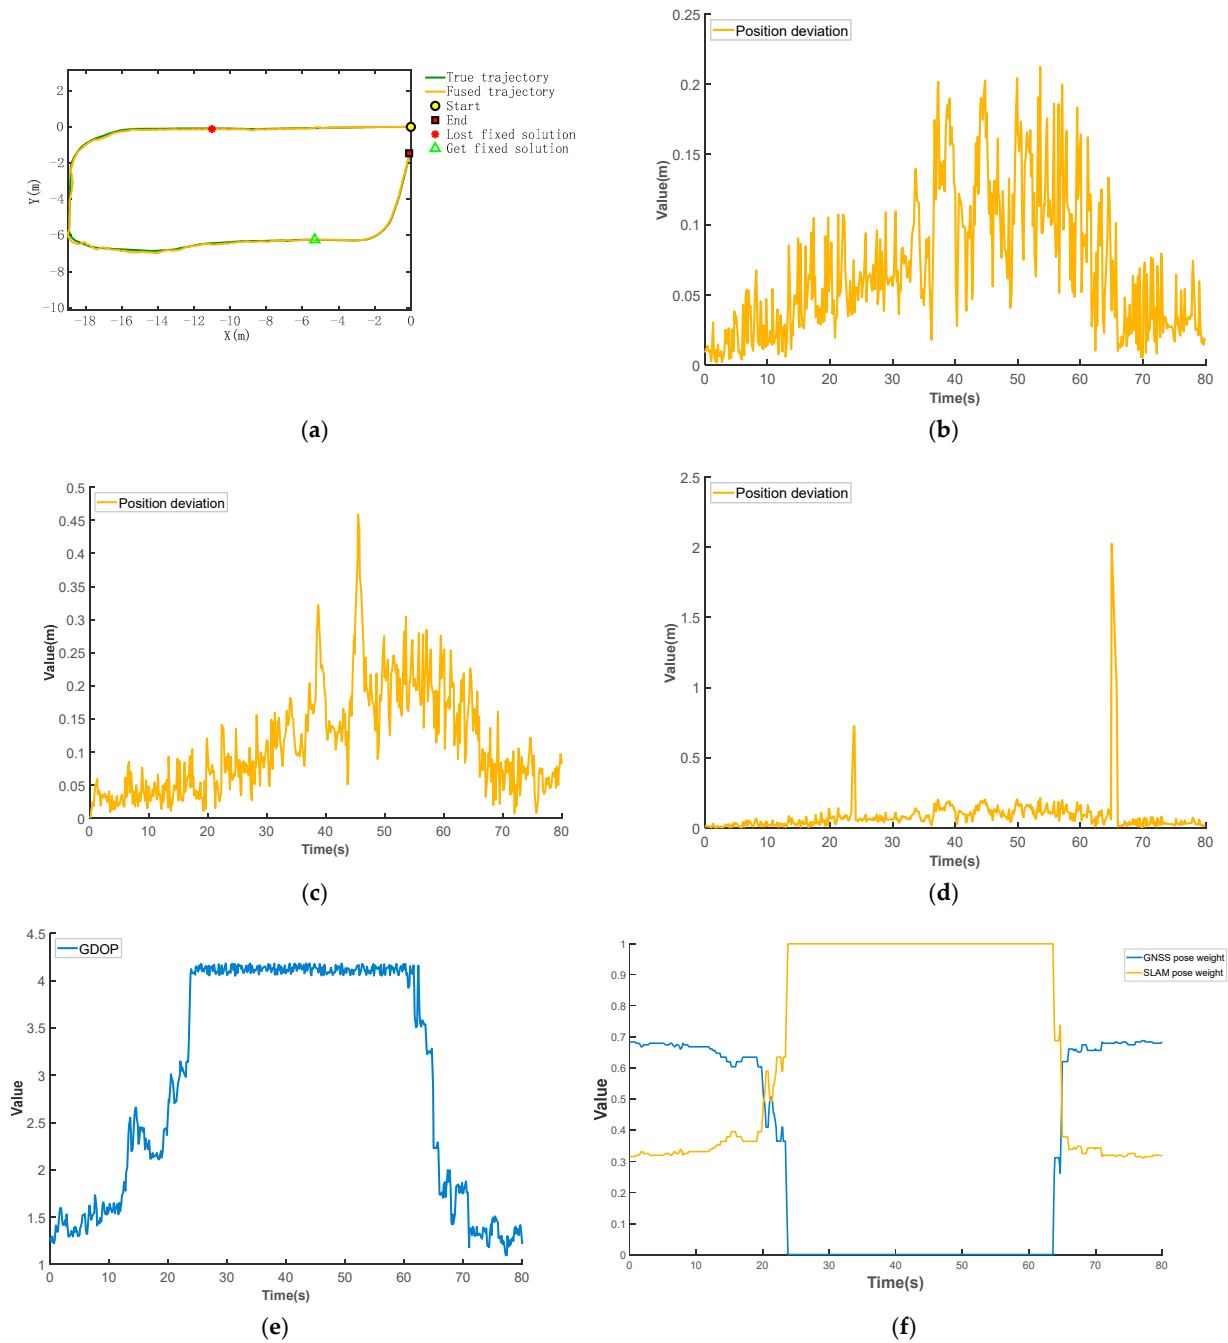 2
0
-2
-4
-6
-8
-10
-18 -16 -14 -12 -10 -8 -6 -4 -2 0
X(m)
Y(m)
True trajectory
Fused trajectory
Start
End
Lost fixed solution
Get fixed solution
(a)
0.25
0.2
0.15
0.1
0.05
0
0 10 20 30 40 50 60 70 80
Time(s)
Value(m)
Position deviation
(b)
0.5
0.45
0.4
0.35
0.3
0.25
0.2
0.15
0.1
0.05
0
0 10 20 30 40 50 60 70 80
Time(s)
Value(m)
Position deviation
(c)
2.5
2
1.5
1
0.5
0
0 10 20 30 40 50 60 70 80
Time(s)
Value(m)
Position deviation
(d)
4.5
4
3.5
3
2.5
2
1.5
1
0 10 20 30 40 50 60 70 80
Time(s)
Value
GDOP
(e)
1
0.9
0.8
0.7
0.6
0.5
0.4
0.3
0.2
0.1
0
0 10 20 30 40 50 60 70 80
Time(s)
Value
GNSS pose weight
SLAM pose weight
(f)